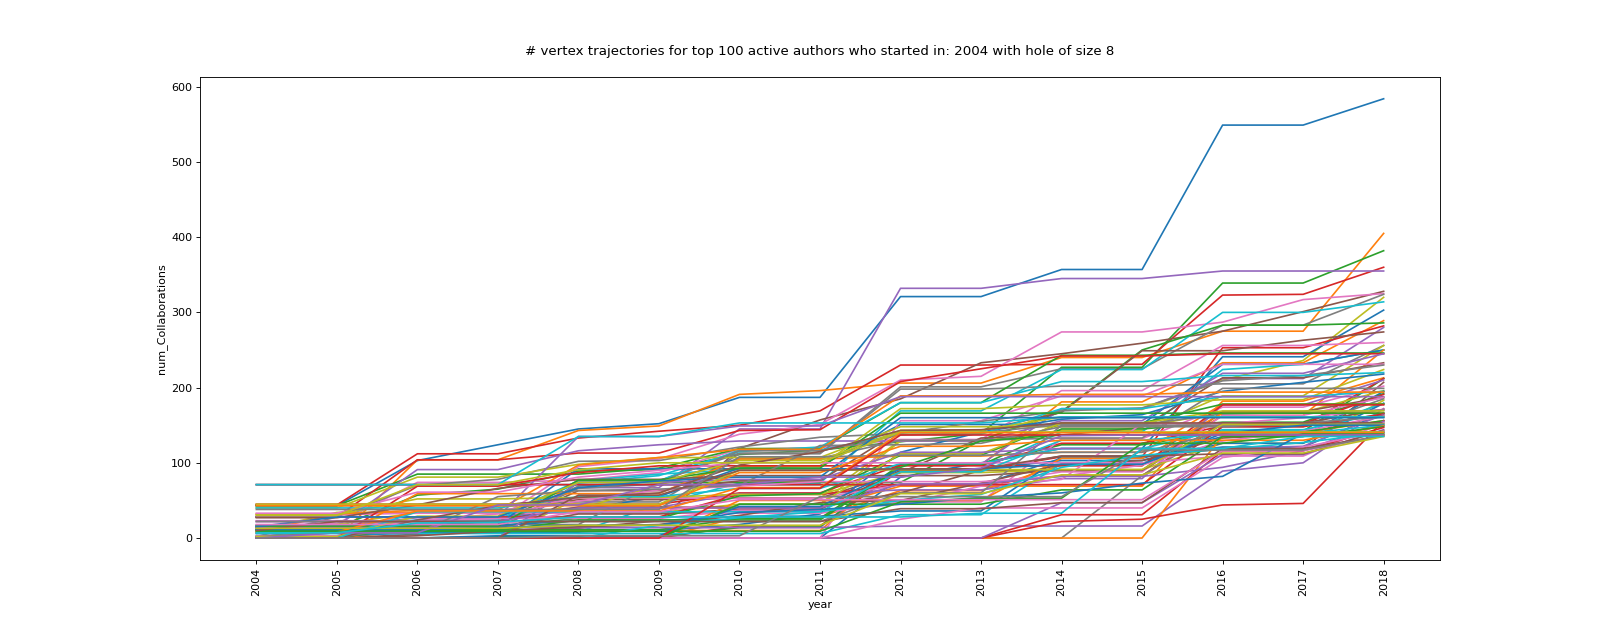 # vertex trajectories for top 100 active authors who started in: 2004 with hole of size 8
600
500
400
300
200
100
0
num_Collaborations
2004 2005 2006 2007 2008 2009 2010 2011 2012 2013 2014 2015 2016 2017 2018
year